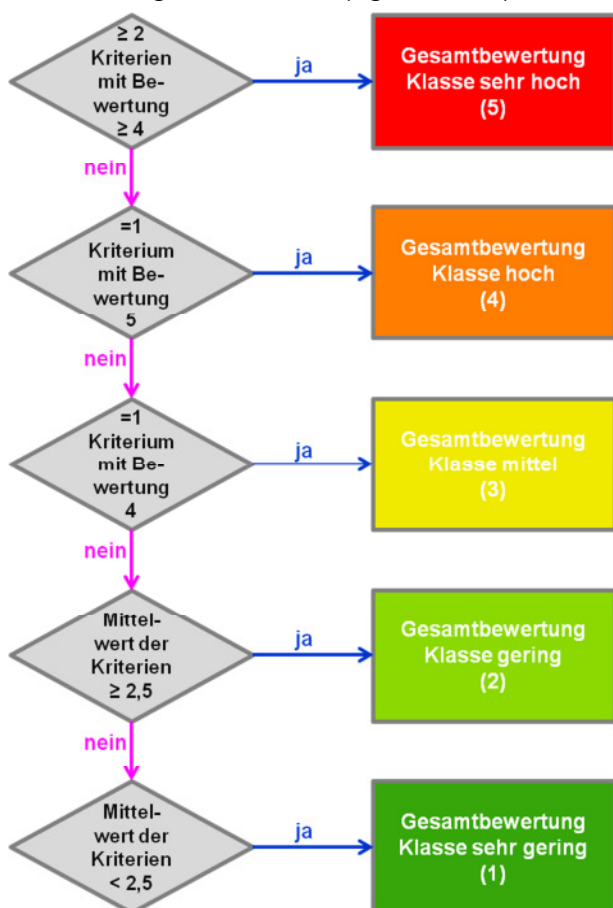 ≥ 2
Kriterien
mit Be-
wertung
≥ 4
ja
Gesamtbewertung
Klasse sehr hoch
(5)
nein
=1
Kriterium
mit Be-
wertung
5
ja
Gesamtbewertung
Klasse hoch
(4)
nein
=1
Kriterium
mit Be-
wertung
4
ja
Gesamtbewertung
Klasse mittel
(3)
nein
Mittel-
wert der
Kriterien
≥ 2,5
ja
Gesamtbewertung
Klasse gering
(2)
nein
Mittel-
wert der
Kriterien
< 2,5
ja
Gesamtbewertung
Klasse sehr gering
(1)